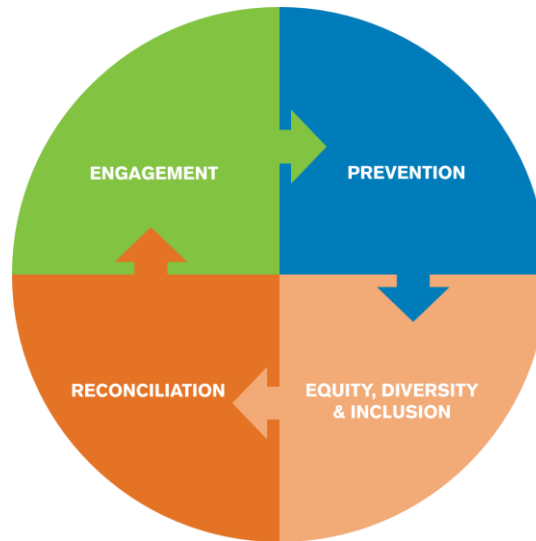 ENGAGEMENT
PREVENTION
RECONCILIATION
EQUITY, DIVERSITY
& INCLUSION